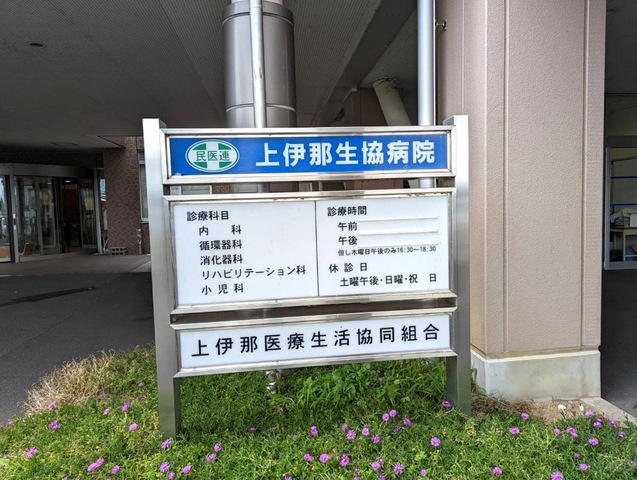 民医連
上伊那生協病院
診療科目
内科
循環器科
消化器科
リハビリテーション科
小児科
診療時間
午前
午後
但し木曜日午後のみ16:30~18:30
休診日
土曜午後・日曜・祝日
上伊那医療生活協同組合